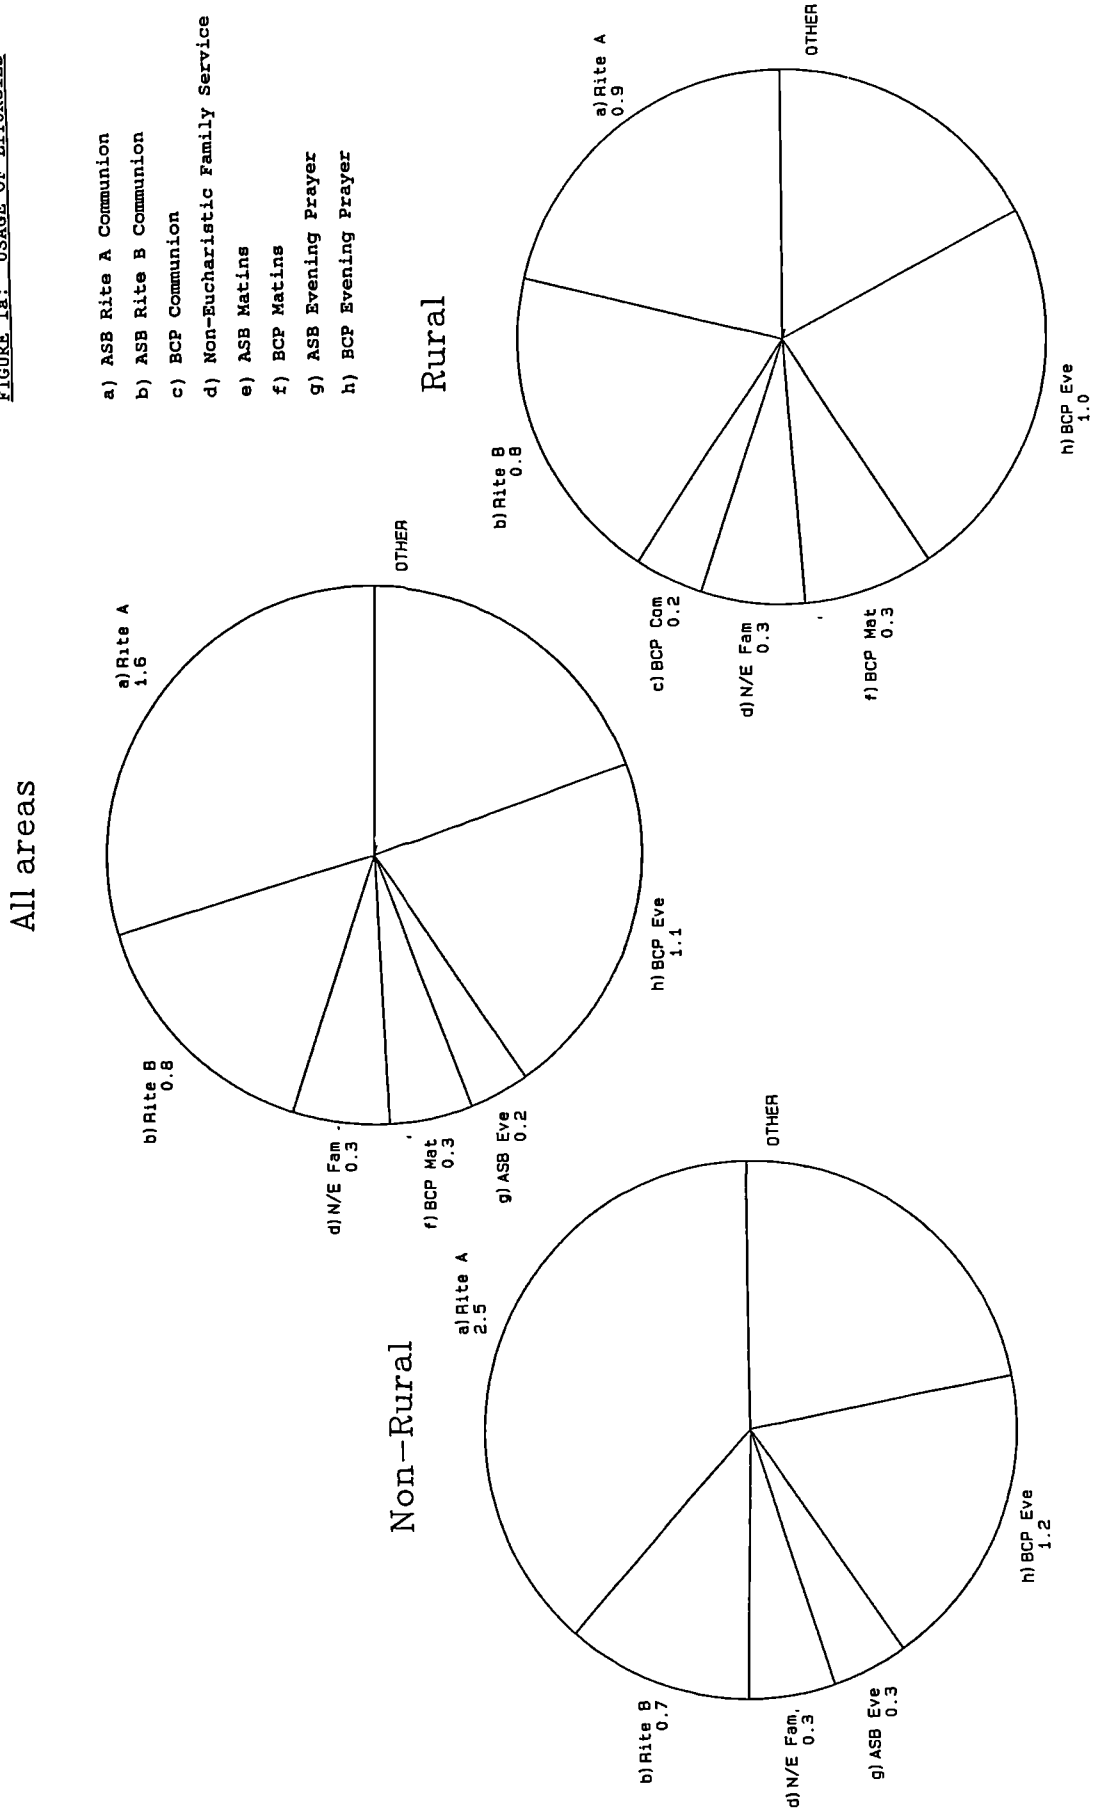 FIGURE 1a: USAGE OF LITURGIES
All areas
a) ASB Rite A Communion
b) ASB Rite B Communion
c) BCP Communion
d) Non-Eucharistic Family Service
e) ASB Matins
f) BCP Matins
g) ASB Evening Prayer
h) BCP Evening Prayer
a) Rite A
1.6
b) Rite B
0.8
d) N/E Fam
0.3
f) BCP Mat
0.3
g) ASB Eve
0.2
h) BCP Eve
1.1
OTHER
Non-Rural
a) Rite A
2.5
b) Rite B
0.7
d) N/E Fam,
0.3
g) ASB Eve
0.3
h) BCP Eve
1.2
OTHER
Rural
a) Rite A
0.9
b) Rite B
0.8
c) BCP Com
0.2
d) N/E Fam
0.3
f) BCP Mat
0.3
h) BCP Eve
1.0
OTHER